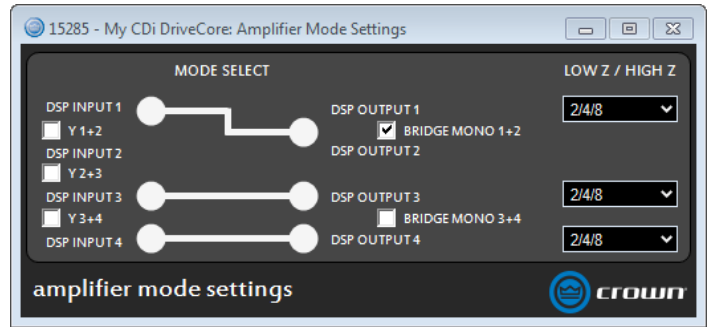 15285 - My CDi DriveCore: Amplifier Mode Settings
MODE SELECT
LOW Z / HIGH Z
DSP INPUT 1
DSP OUTPUT 1
2/4/8
Y 1+2
BRIDGE MONO 1+2
DSP INPUT 2
DSP OUTPUT 2
Y 2+3
DSP INPUT 3
DSP OUTPUT 3
2/4/8
Y 3+4
BRIDGE MONO 3+4
DSP INPUT 4
DSP OUTPUT 4
2/4/8
amplifier mode settings
crown